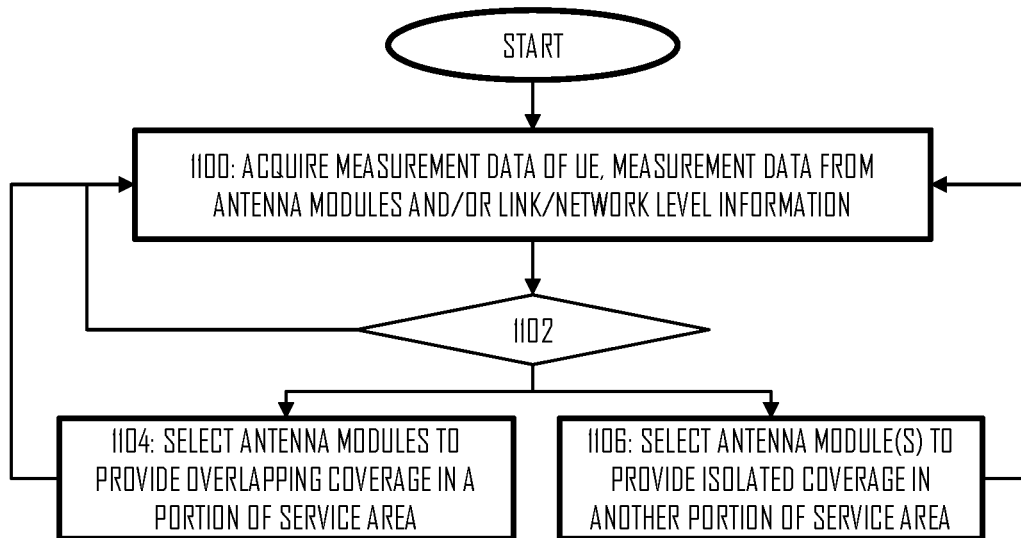 START
1100: ACQUIRE MEASUREMENT DATA OF UE, MEASUREMENT DATA FROM
ANTENNA MODULES AND/OR LINK/NETWORK LEVEL INFORMATION
1102
1104: SELECT ANTENNA MODULES TO
PROVIDE OVERLAPPING COVERAGE IN A
PORTION OF SERVICE AREA
1106: SELECT ANTENNA MODULE(S) TO
PROVIDE ISOLATED COVERAGE IN
ANOTHER PORTION OF SERVICE AREA